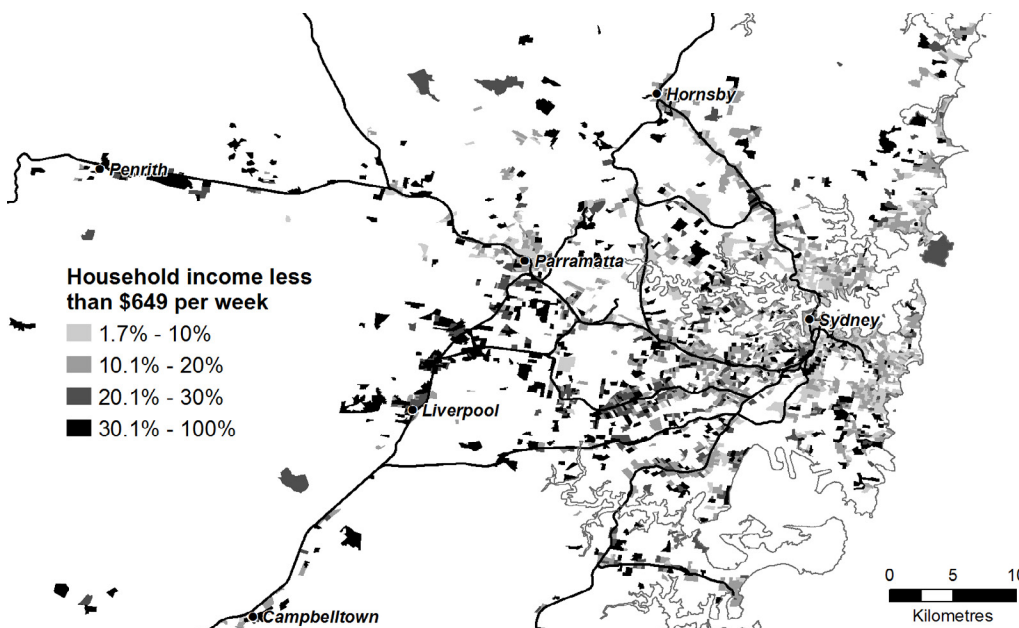 Hornsby
Penrith
Parramatta
Household income less
than $649 per week
1.7% - 10%
10.1% - 20%
20.1% - 30%
30.1% - 100%
Sydney
Liverpool
Campbelltown
0 5 10
Kilometres